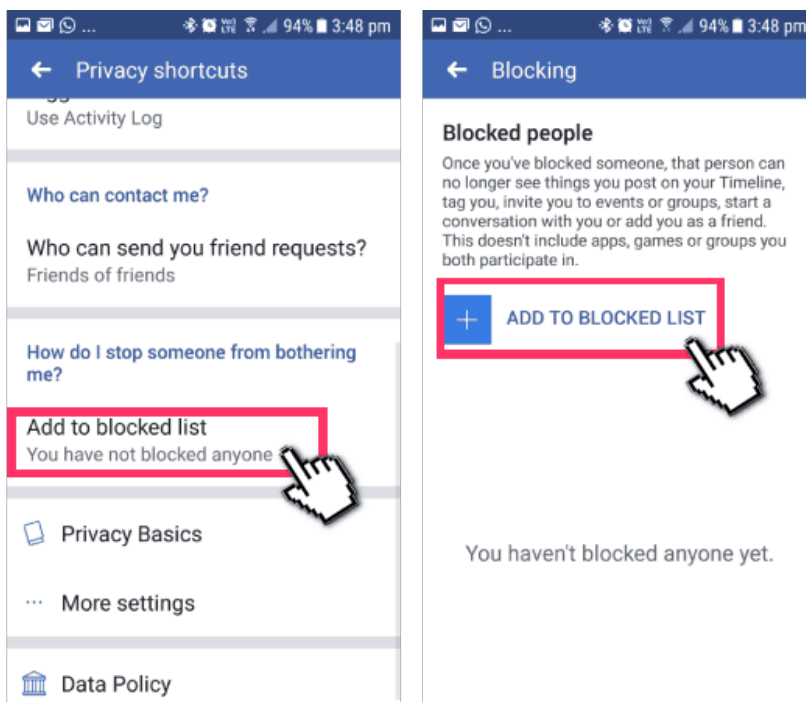 ... 94% 3:48 pm
Privacy shortcuts
Use Activity Log
Who can contact me?
Who can send you friend requests?
Friends of friends
How do I stop someone from bothering
me?
Add to blocked list
You have not blocked anyone
Privacy Basics
... More settings
Data Policy
... 94% 3:48 pm
Blocking
Blocked people
Once you've blocked someone, that person can
no longer see things you post on your Timeline,
tag you, invite you to events or groups, start a
conversation with you or add you as a friend.
This doesn't include apps, games or groups you
both participate in.
+ ADD TO BLOCKED LIST
You haven't blocked anyone yet.